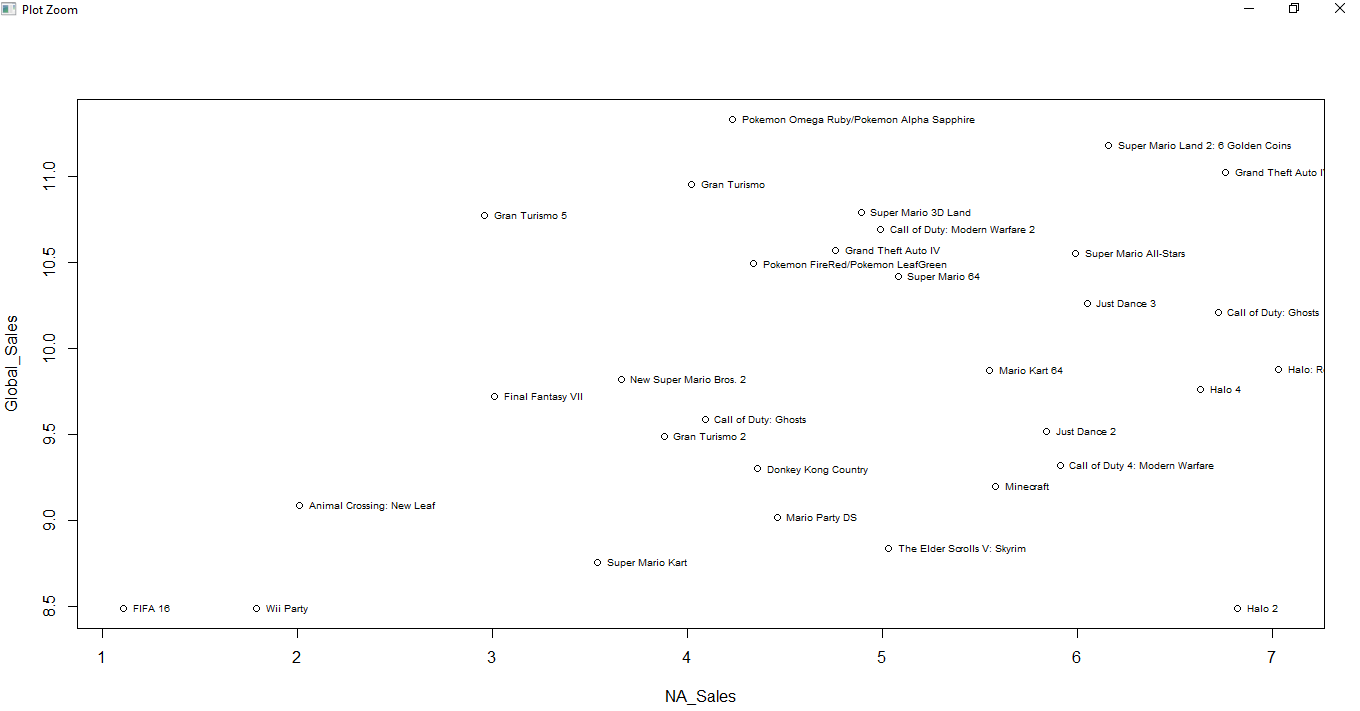 Plot Zoom
Pokemon Omega Ruby/Pokemon Alpha Sapphire
Super Mario Land 2: 6 Golden Coins
11.0
Grand Theft Auto
Gran Turismo
Super Mario 3D Land
Gran Turismo 5
Call of Duty: Modern Warfare 2
Grand Theft Auto IV
Super Mario All-Stars
10.5
Pokemon FireRed/Pokemon LeafGreen
Super Mario 64
Just Dance 3
Call of Duty: Ghosts
10.0
Global_Sales
Mario Kart 64
Halo:
New Super Mario Bros. 2
Halo 4
Final Fantasy VII
Call of Duty: Ghosts
9.5
Gran Turismo 2
Just Dance 2
Donkey Kong Country
Call of Duty 4: Modern Warfare
Minecraft
Animal Crossing: New Leaf
9.0
Mario Party DS
The Elder Scrolls V: Skyrim
Super Mario Kart
8.5
FIFA 16
Wii Party
Halo 2
1 2 3 4 5 6 7
NA_Sales